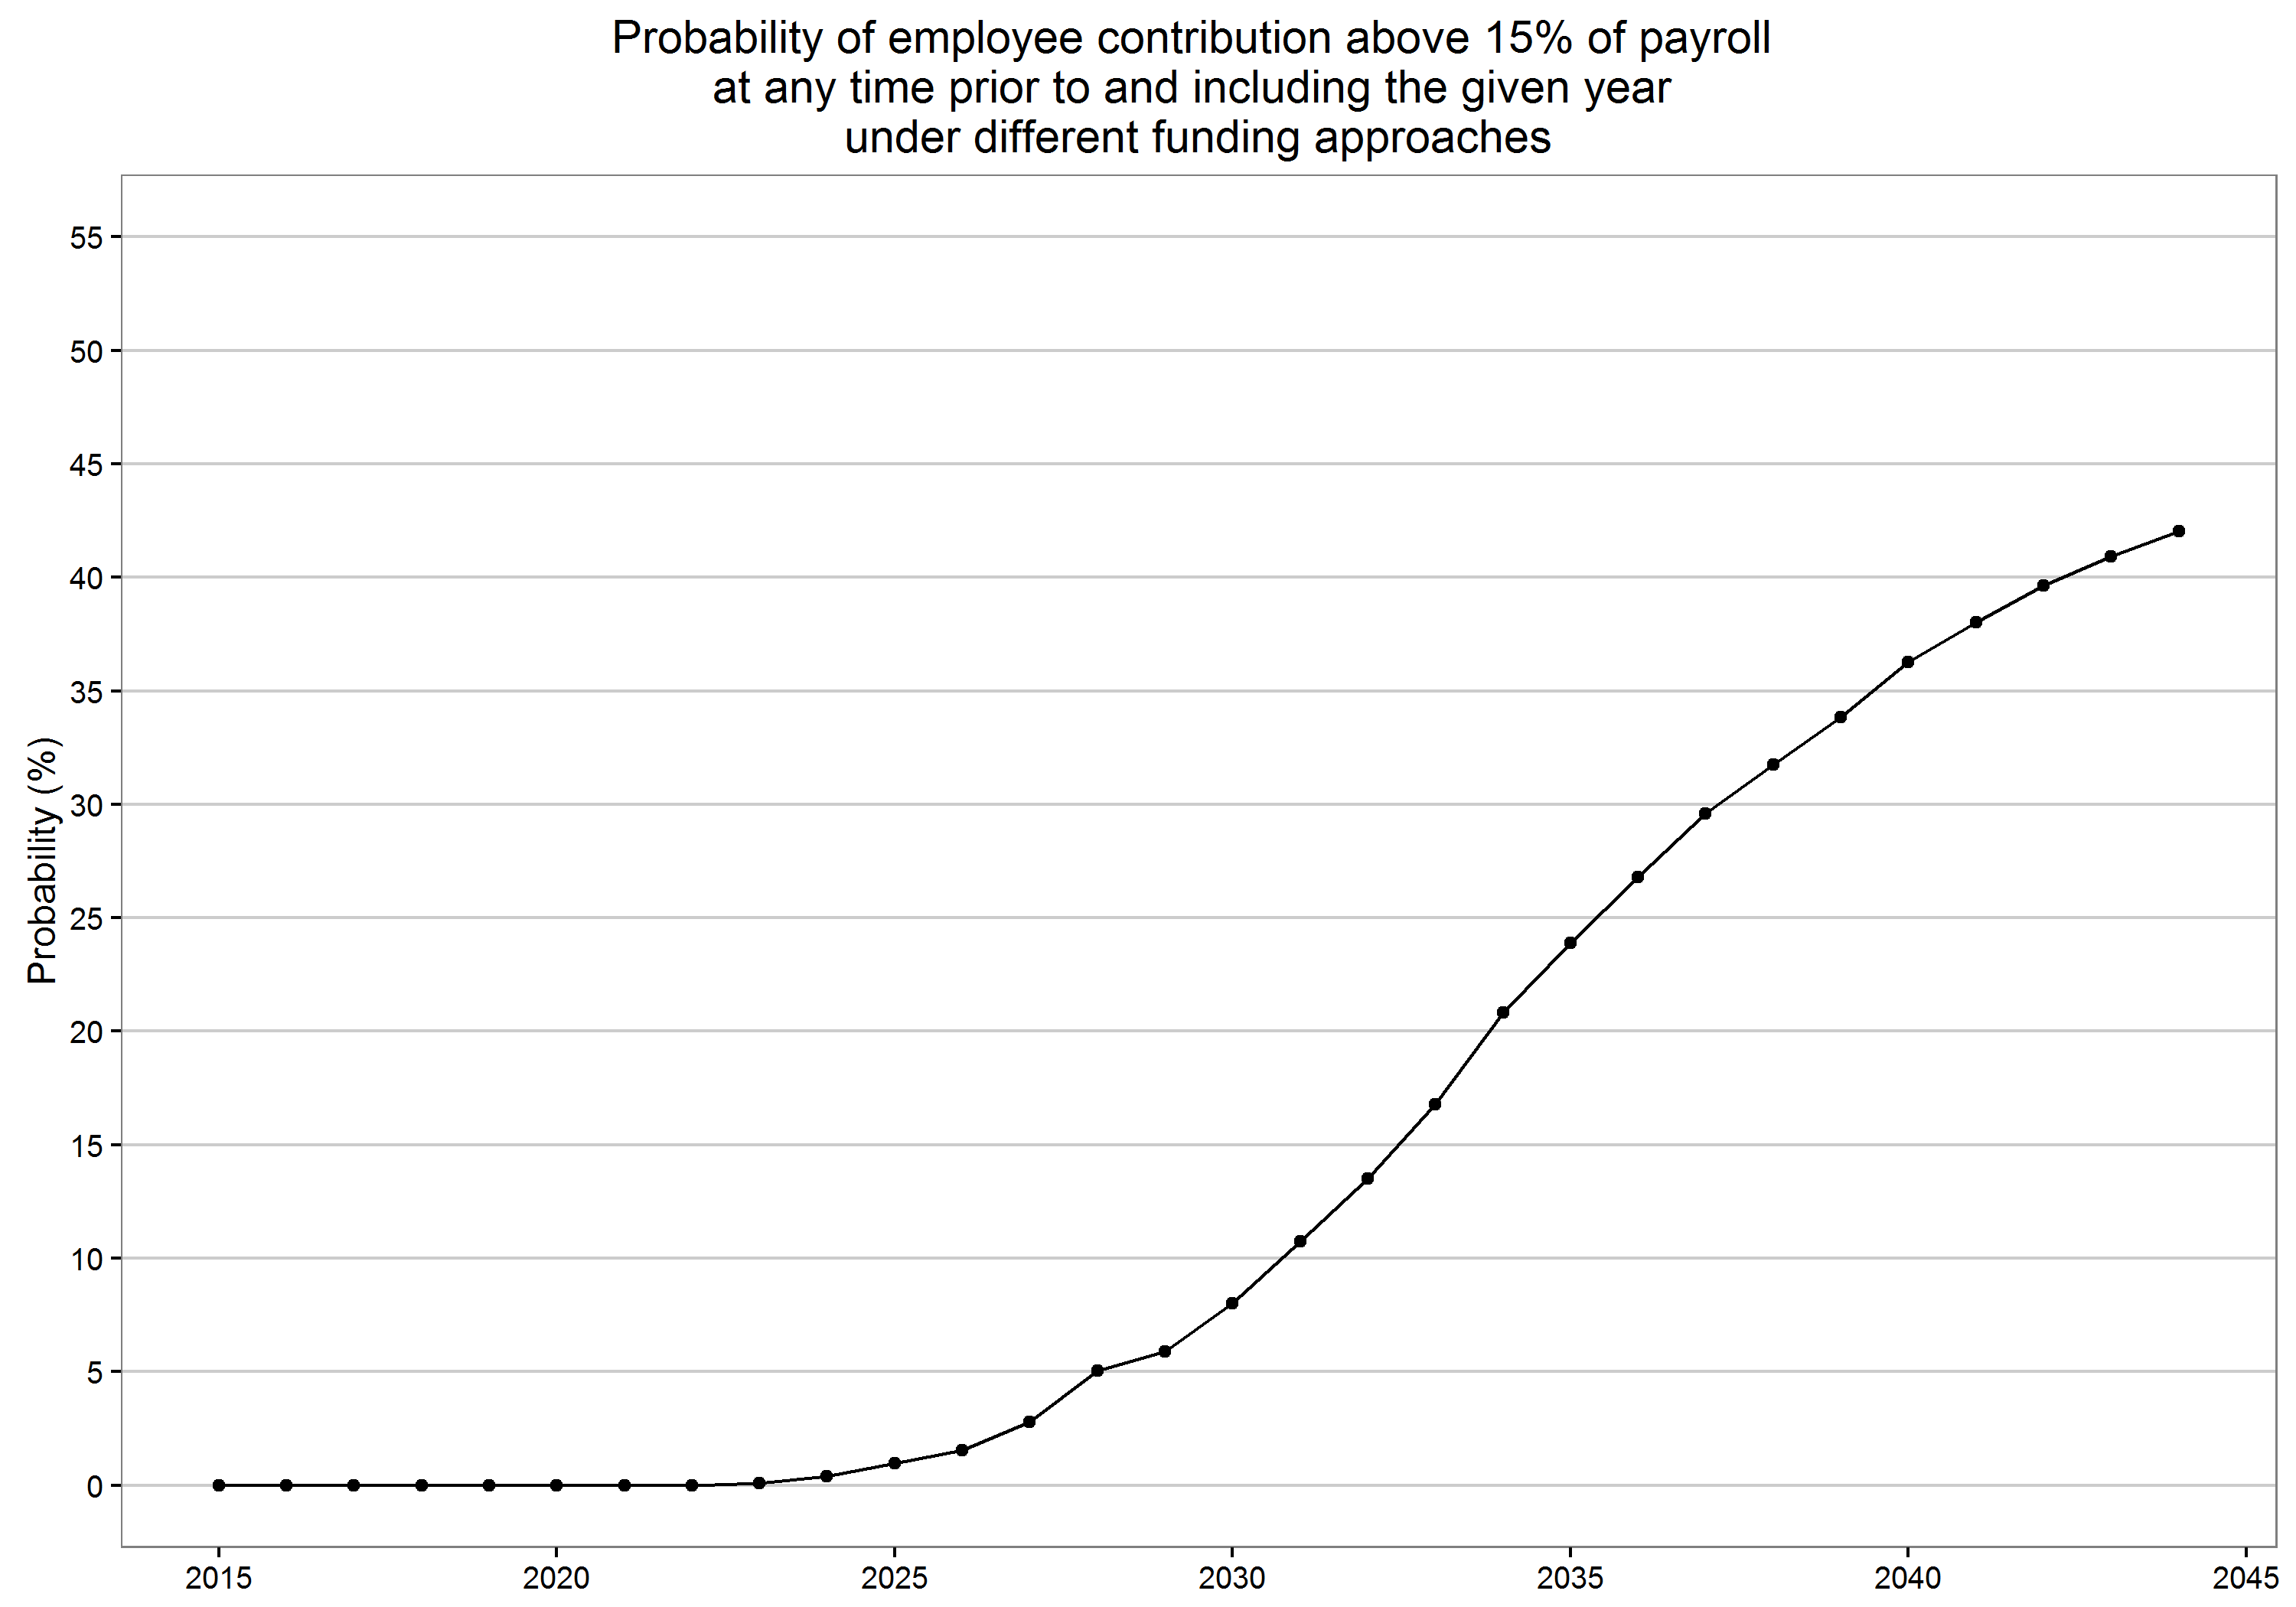 Probability of employee contribution above 15% of payroll
at any time prior to and including the given year
under different funding approaches
Probability (%)
55
50
45
40
35
30
25
20
15
10
5
0
2015 2020 2025 2030 2035 2040 2045